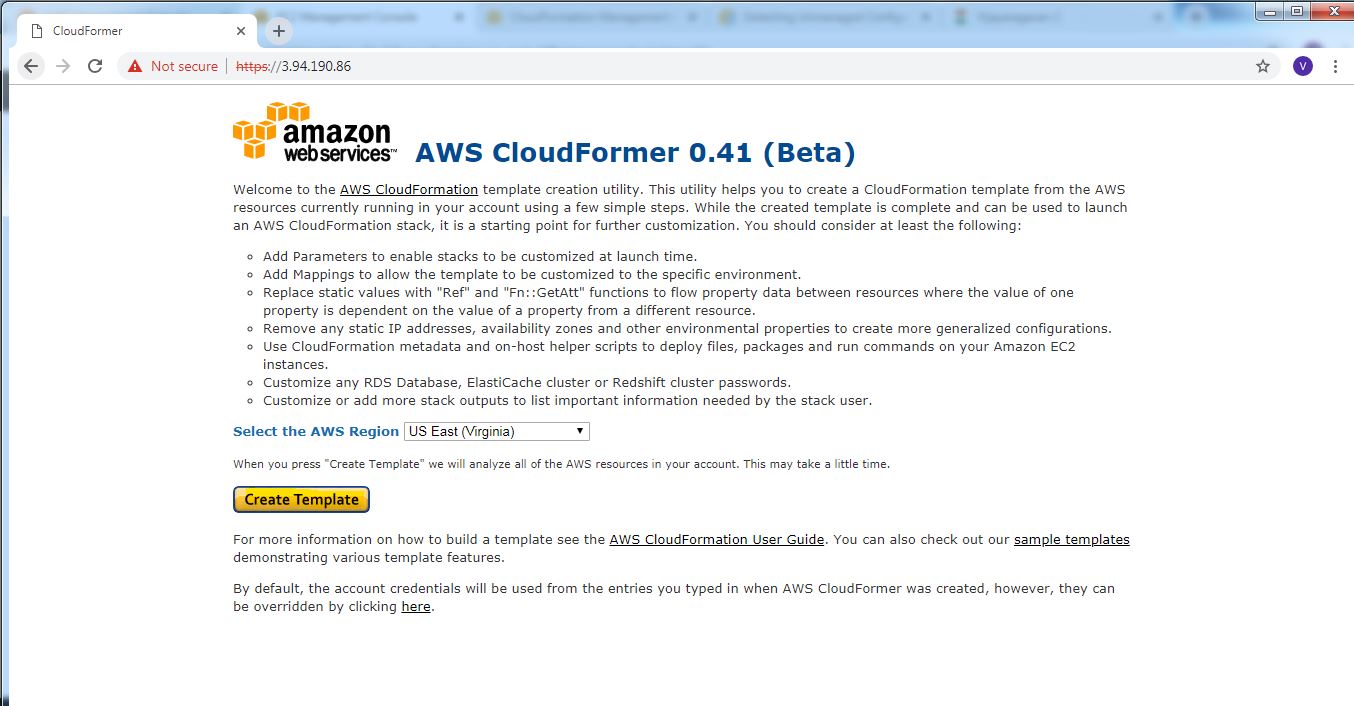 CloudFormer
Not secure https://3.94.190.86
V
amazon
web services™
AWS CloudFormer 0.41 (Beta)
Welcome to the AWS CloudFormation template creation utility. This utility helps you to create a CloudFormation template from the AWS
resources currently running in your account using a few simple steps. While the created template is complete and can be used to launch
an AWS CloudFormation stack, it is a starting point for further customization. You should consider at least the following:
Add Parameters to enable stacks to be customized at launch time.
Add Mappings to allow the template to be customized to the specific environment.
Replace static values with "Ref" and "Fn::GetAtt" functions to flow property data between resources where the value of one
property is dependent on the value of a property from a different resource.
Remove any static IP addresses, availability zones and other environmental properties to create more generalized configurations.
Use CloudFormation metadata and on-host helper scripts to deploy files, packages and run commands on your Amazon EC2
instances.
Customize any RDS Database, ElastiCache cluster or Redshift cluster passwords.
Customize or add more stack outputs to list important information needed by the stack user.
Select the AWS Region US East (Virginia)
When you press "Create Template" we will analyze all of the AWS resources in your account. This may take a little time.
Create Template
For more information on how to build a template see the AWS CloudFormation User Guide. You can also check out our sample templates
demonstrating various template features.
By default, the account credentials will be used from the entries you typed in when AWS CloudFormer was created, however, they can
be overridden by clicking here.